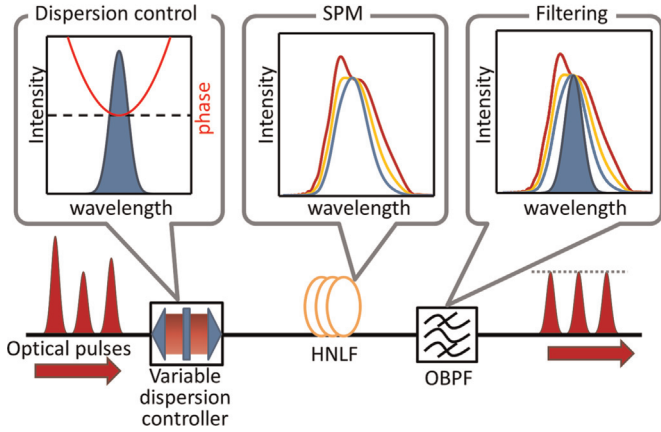 Dispersion control
SPM
Filtering
Intensity
phase
wavelength
Intensity
wavelength
Intensity
wavelength
Optical pulses
Variable
dispersion
controller
HNLF
OBPF